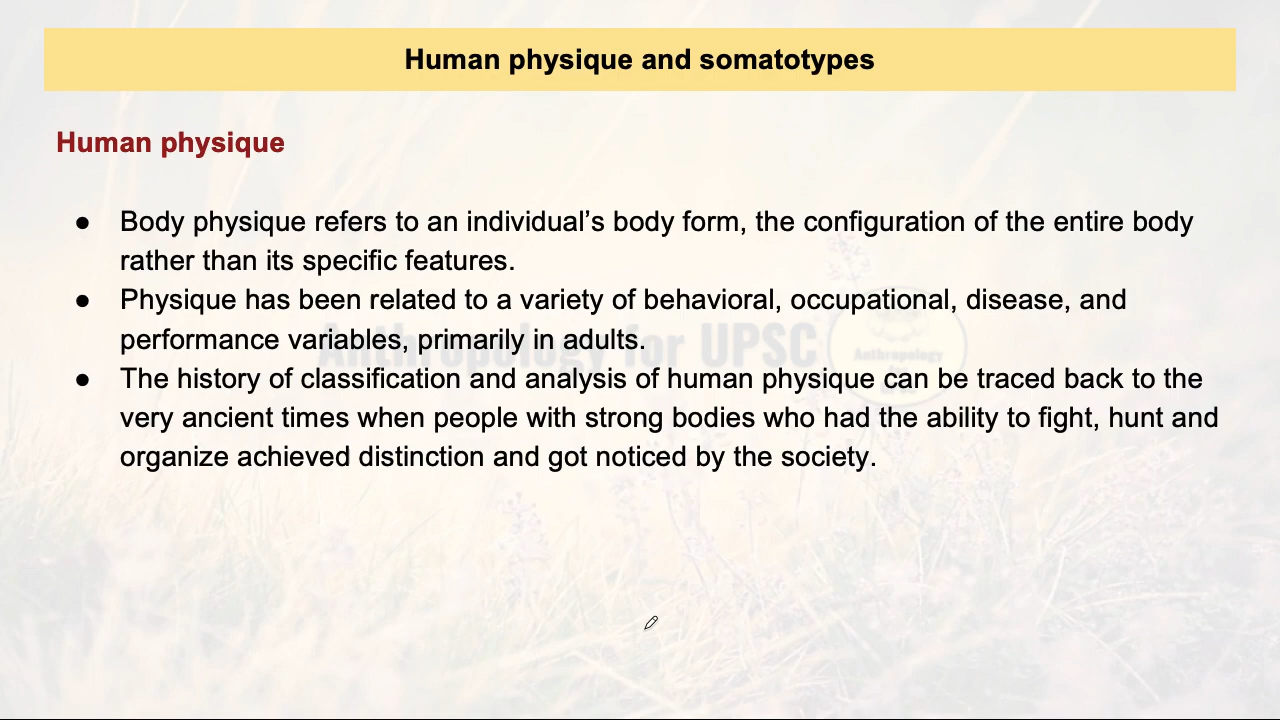 Human physique and somatotypes
Human physique
● Body physique refers to an individual’s body form, the configuration of the entire body
rather than its specific features.
● Physique has been related to a variety of behavioral, occupational, disease, and
performance variables, primarily in adults.
Anthropology for UPSC
Anthropology
● The history of classification and analysis of human physique can be traced back to the
very ancient times when people with strong bodies who had the ability to fight, hunt and
organize achieved distinction and got noticed by the society.